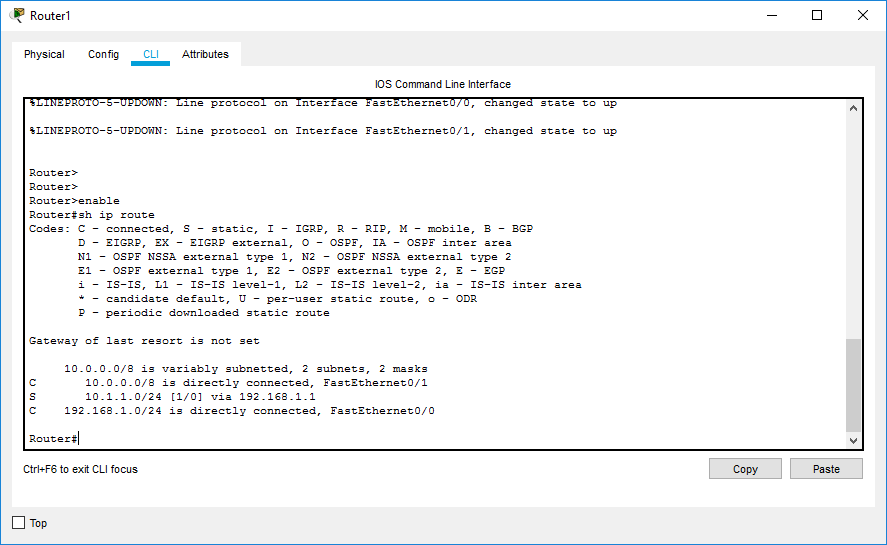 Router1
Physical Config CLI Attributes
IOS Command Line Interface
%LINEPROTO-5-UPDOWN: Line protocol on Interface FastEthernet0/0, changed state to up
%LINEPROTO-5-UPDOWN: Line protocol on Interface FastEthernet0/1, changed state to up
Router>
Router>
Router>enable
Router#sh ip route
Codes: C - connected, S - static, I - IGRP, R - RIP, M - mobile, B - BGP
D - EIGRP, EX - EIGRP external, O - OSPF, IA - OSPF inter area
N1 - OSPF NSSA external type 1, N2 - OSPF NSSA external type 2
E1 - OSPF external type 1, E2 - OSPF external type 2, E - EGP
i - IS-IS, L1 - IS-IS level-1, L2 - IS-IS level-2, ia - IS-IS inter area
* - candidate default, U - per-user static route, o - ODR
P - periodic downloaded static route
Gateway of last resort is not set
10.0.0.0/8 is variably subnetted, 2 subnets, 2 masks
C 10.0.0.0/8 is directly connected, FastEthernet0/1
S 10.1.1.0/24 [1/0] via 192.168.1.1
C 192.168.1.0/24 is directly connected, FastEthernet0/0
Router#
Ctrl+F6 to exit CLI focus
Copy Paste
Top